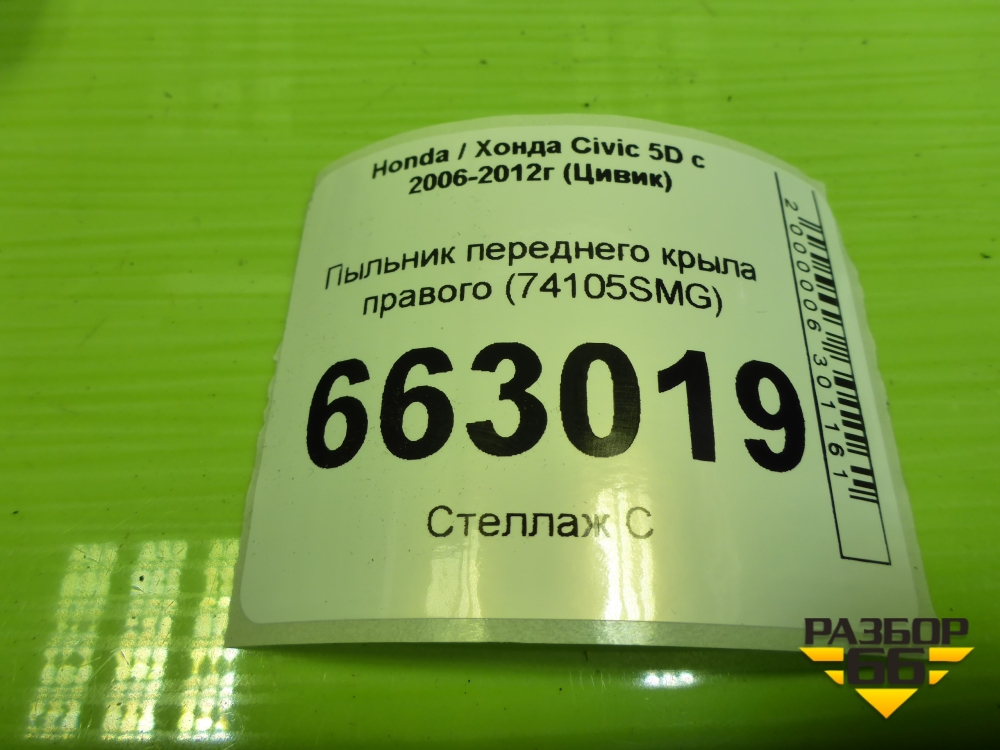 Honda / Хонда Civic 5D с
2006-2012г (Цивик)
Пыльник переднего крыла
правого (74105SMG)
663019
Стеллаж С
2000006301161
РАЗБОР
66